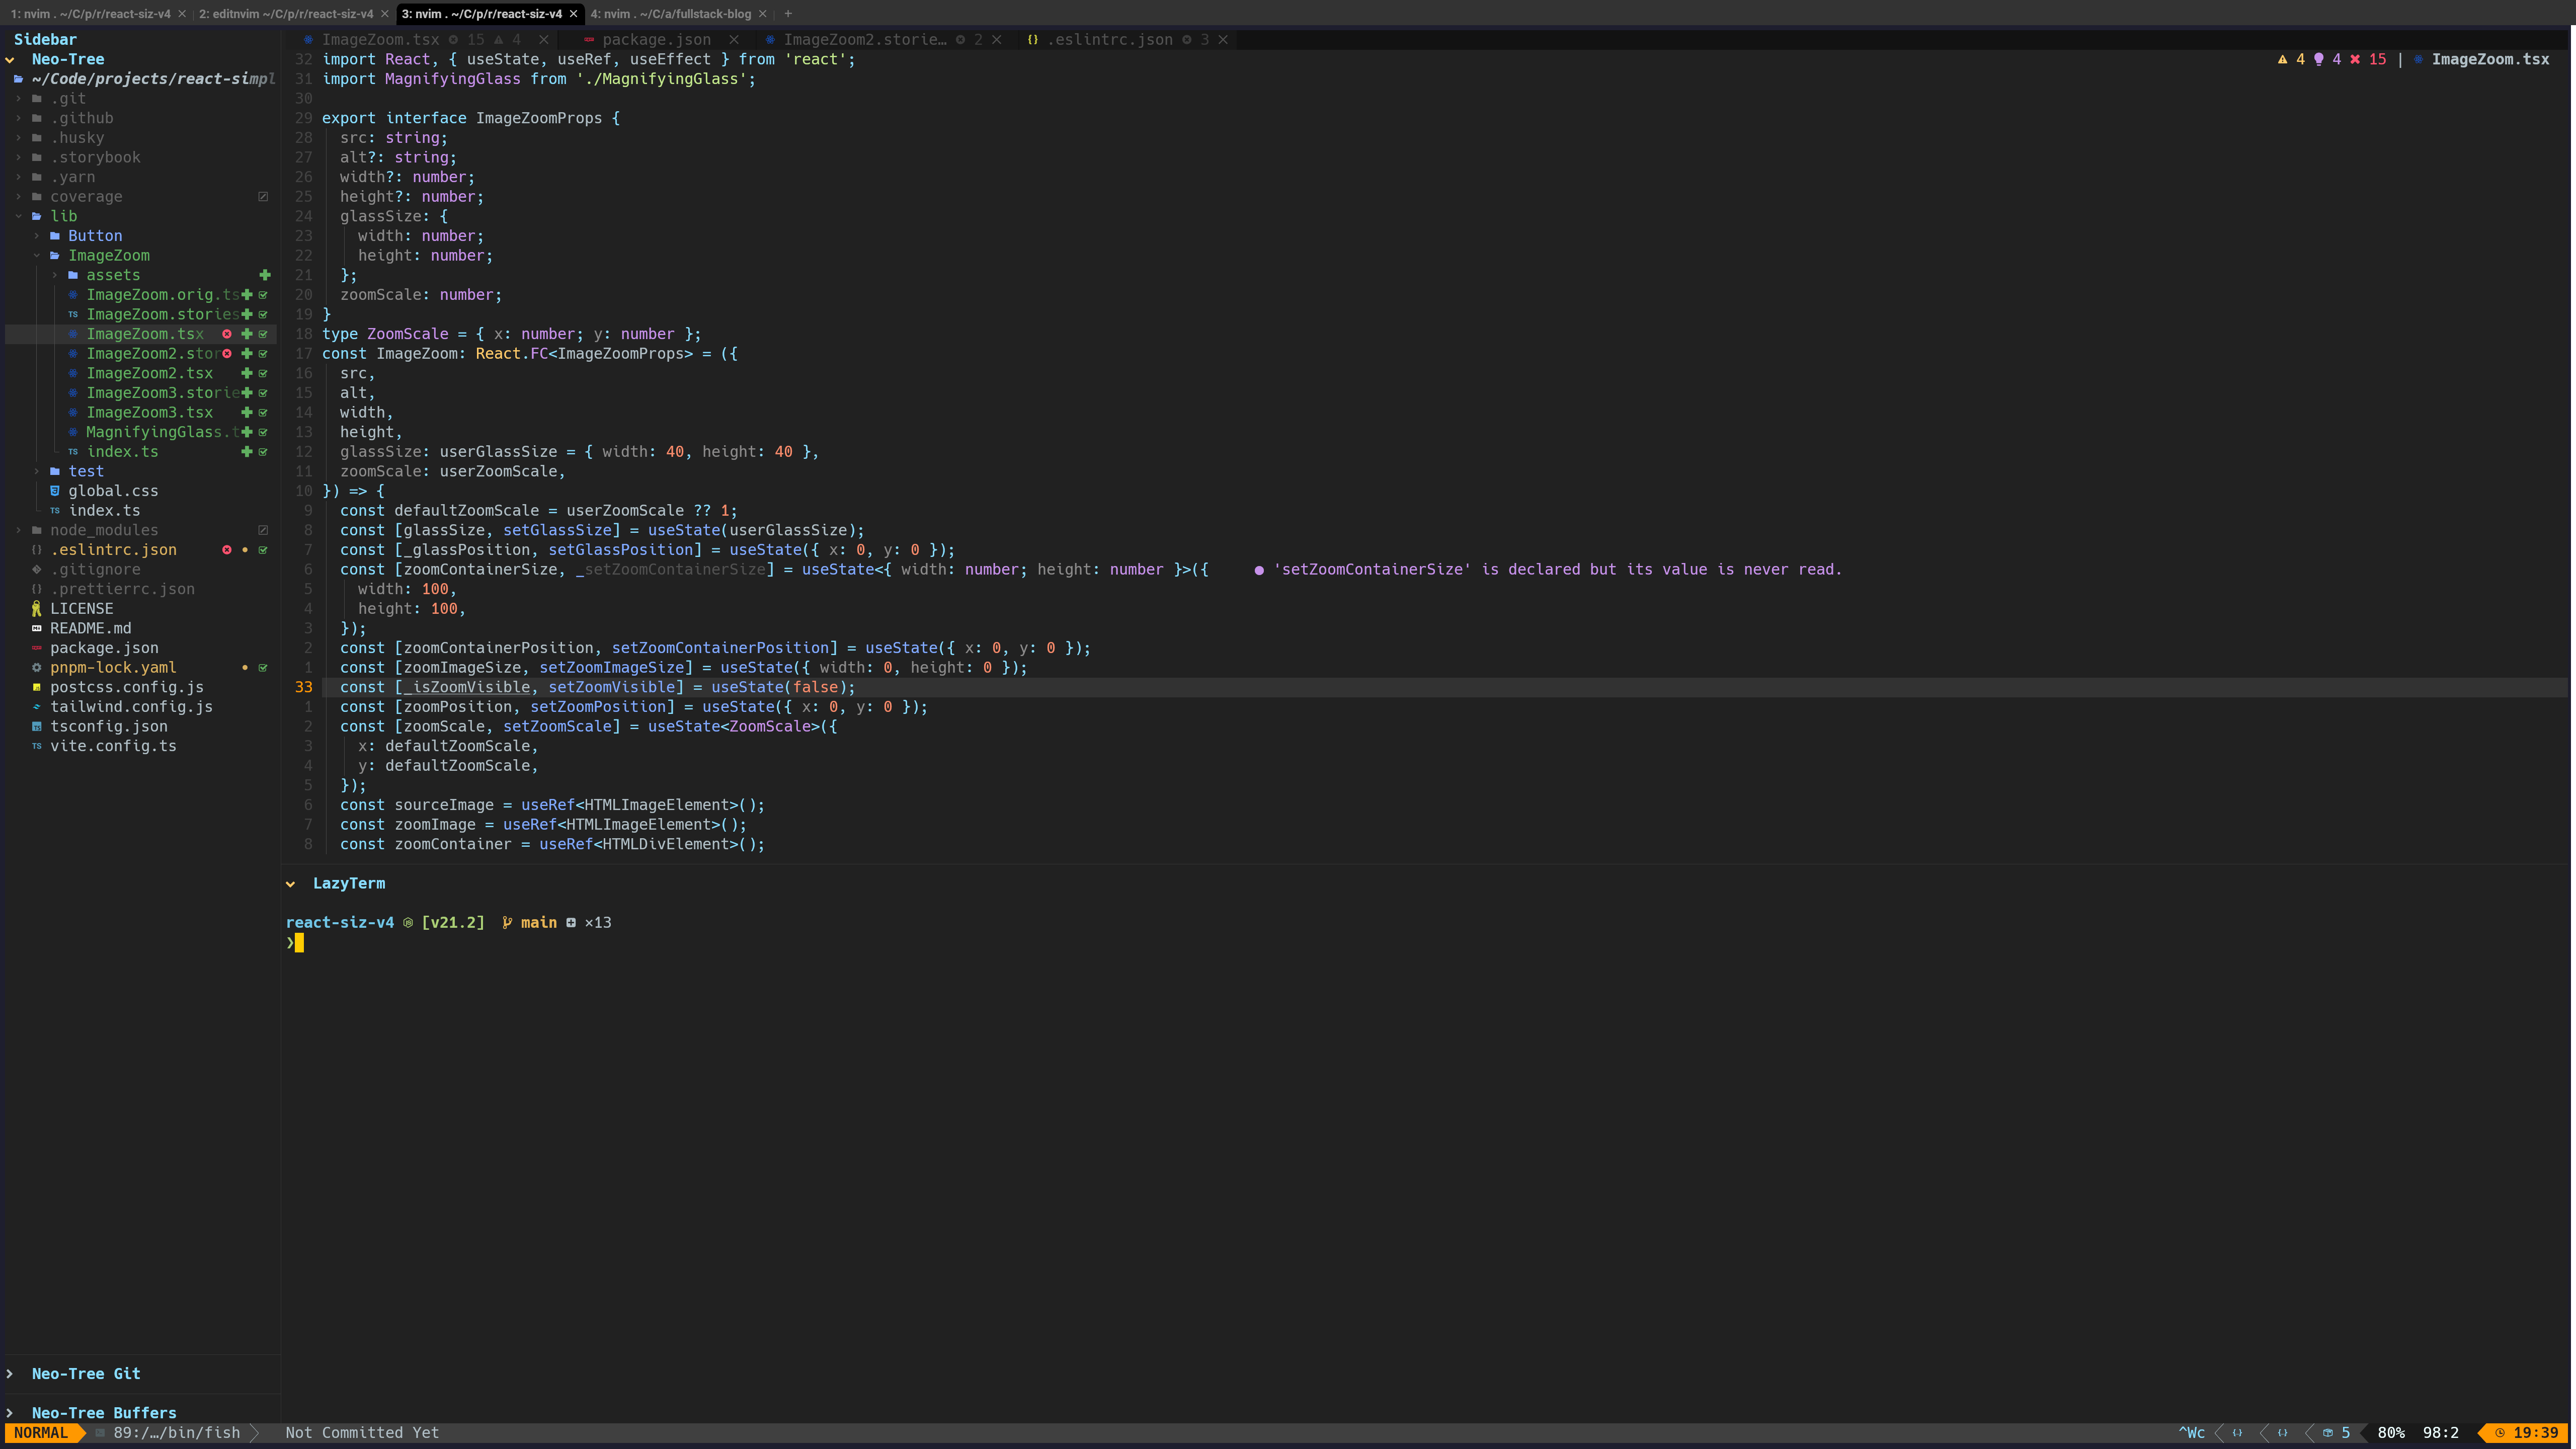 1: nvim . ~/C/p/r/react-siz-v4 2: editnvim ~/C/p/r/react-siz-v4 3: nvim . ~/C/p/r/react-siz-v4 4: nvim . ~/C/a/fullstack-blog +
Sidebar
Neo-Tree
~/Code/projects/react-simpl
.git
.github
.husky
.storybook
.yarn
coverage
lib
Button
ImageZoom
assets
ImageZoom.orig.ts
ImageZoom.stories
ImageZoom.tsx
ImageZoom2.stor
ImageZoom2.tsx
ImageZoom3.storie
ImageZoom3.tsx
MagnifyingGlass.t
TS index.ts
test
global.css
TS index.ts
node_modules
{} .eslintrc.json
.gitignore
{} .prettierrc.json
LICENSE
README.md
package.json
pnpm-lock.yaml
postcss.config.js
tailwind.config.js
tsconfig.json
TS vite.config.ts
Neo-Tree Git
Neo-Tree Buffers
ImageZoom.tsx 15 4 package.json ImageZoom2.storie… 2 {} .eslintrc.json 3
4 4 15 | ImageZoom.tsx
32 import React, { useState, useRef, useEffect } from 'react';
31 import MagnifyingGlass from './MagnifyingGlass';
30
29 export interface ImageZoomProps {
28 src: string;
27 alt?: string;
26 width?: number;
25 height?: number;
24 glassSize: {
23 width: number;
22 height: number;
21 };
20 zoomScale: number;
19 }
18 type ZoomScale = { x: number; y: number };
17 const ImageZoom: React.FC<ImageZoomProps> = ({
16 src,
15 alt,
14 width,
13 height,
12 glassSize: userGlassSize = { width: 40, height: 40 },
11 zoomScale: userZoomScale,
10 }) => {
9 const defaultZoomScale = userZoomScale ?? 1;
8 const [glassSize, setGlassSize] = useState(userGlassSize);
7 const [_glassPosition, setGlassPosition] = useState({ x: 0, y: 0 });
6 const [zoomContainerSize, _setZoomContainerSize] = useState<{ width: number; height: number }>({ ● 'setZoomContainerSize' is declared but its value is never read.
5 width: 100,
4 height: 100,
3 });
2 const [zoomContainerPosition, setZoomContainerPosition] = useState({ x: 0, y: 0 });
1 const [zoomImageSize, setZoomImageSize] = useState({ width: 0, height: 0 });
33 const [_isZoomVisible, setZoomVisible] = useState(false);
1 const [zoomPosition, setZoomPosition] = useState({ x: 0, y: 0 });
2 const [zoomScale, setZoomScale] = useState<ZoomScale>({
3 x: defaultZoomScale,
4 y: defaultZoomScale,
5 });
6 const sourceImage = useRef<HTMLImageElement>();
7 const zoomImage = useRef<HTMLImageElement>();
8 const zoomContainer = useRef<HTMLDivElement>();
LazyTerm
react-siz-v4 [v21.2] main ×13
❯
NORMAL 89:/…/bin/fish Not Committed Yet ^Wc {.} {.} 5 80% 98:2 19:39